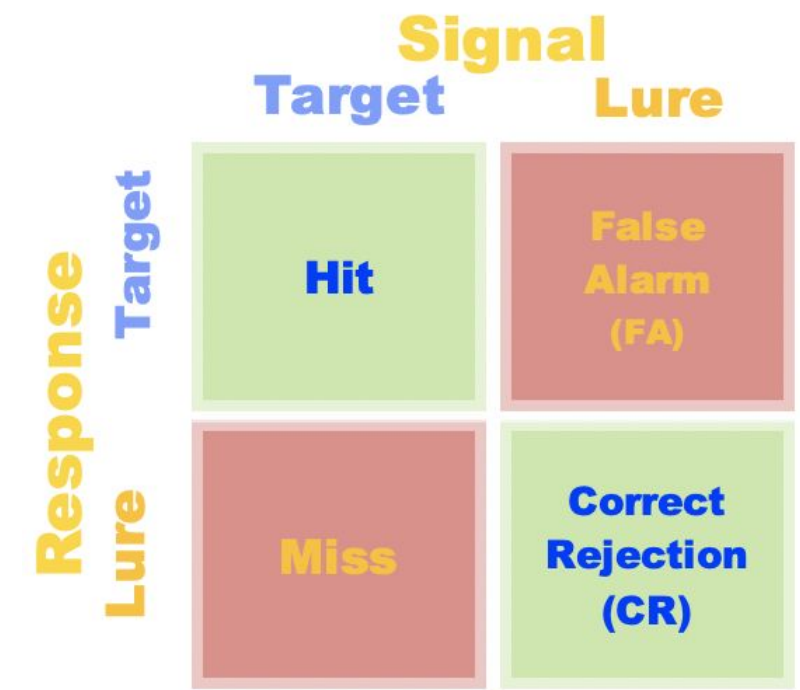 Signal
Target Lure
Response
Target
Hit
False
Alarm
(FA)
Lure
Miss
Correct
Rejection
(CR)